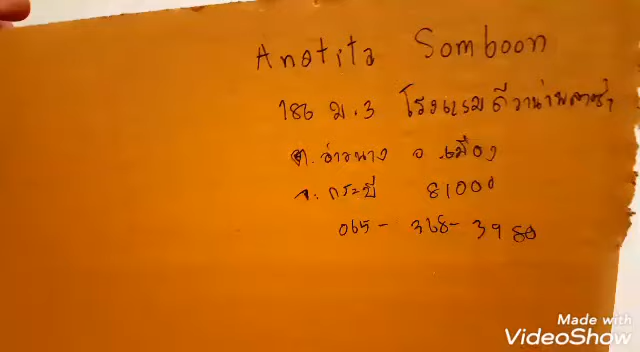 Anotita Somboon
186 ม.3 โรงแรมดีวาน่าพลาซ่า
ต.อ่าวนาง อ.เมือง
จ.กระบี่ 81000
065-368-3980
Made with
VideoShow